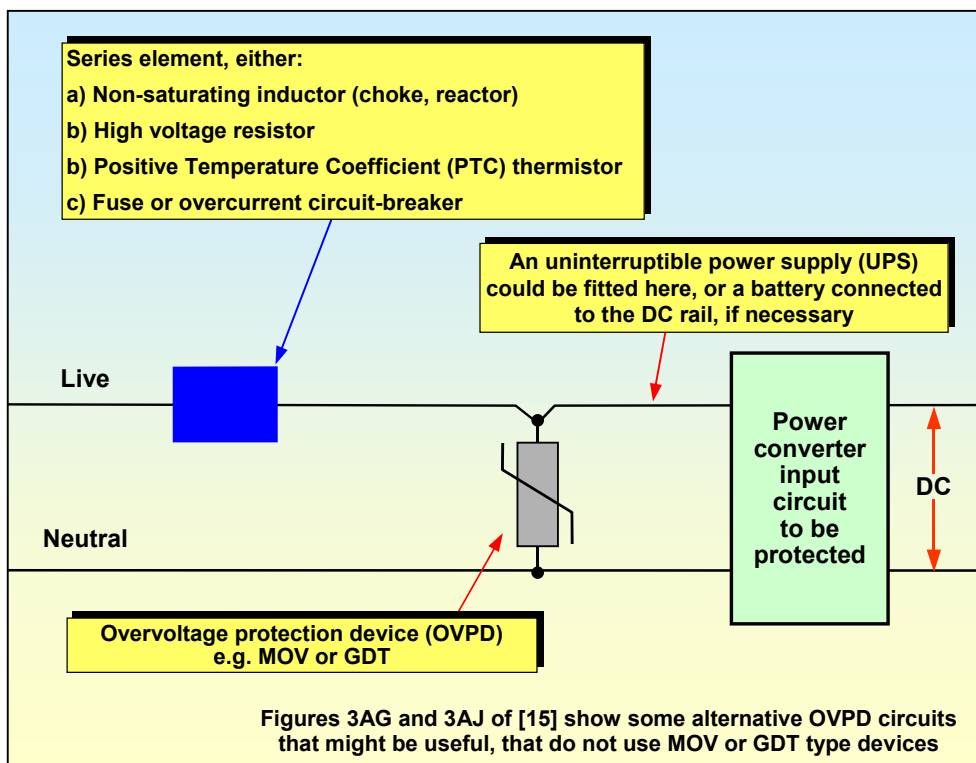 Series element, either:
a) Non-saturating inductor (choke, reactor)
b) High voltage resistor
b) Positive Temperature Coefficient (PTC) thermistor
c) Fuse or overcurrent circuit-breaker
An uninterruptible power supply (UPS)
could be fitted here, or a battery connected
to the DC rail, if necessary
Live
Power
converter
input
circuit
to be
protected
DC
Neutral
Overvoltage protection device (OVPD)
e.g. MOV or GDT
Figures 3AG and 3AJ of [15] show some alternative OVPD circuits
that might be useful, that do not use MOV or GDT type devices